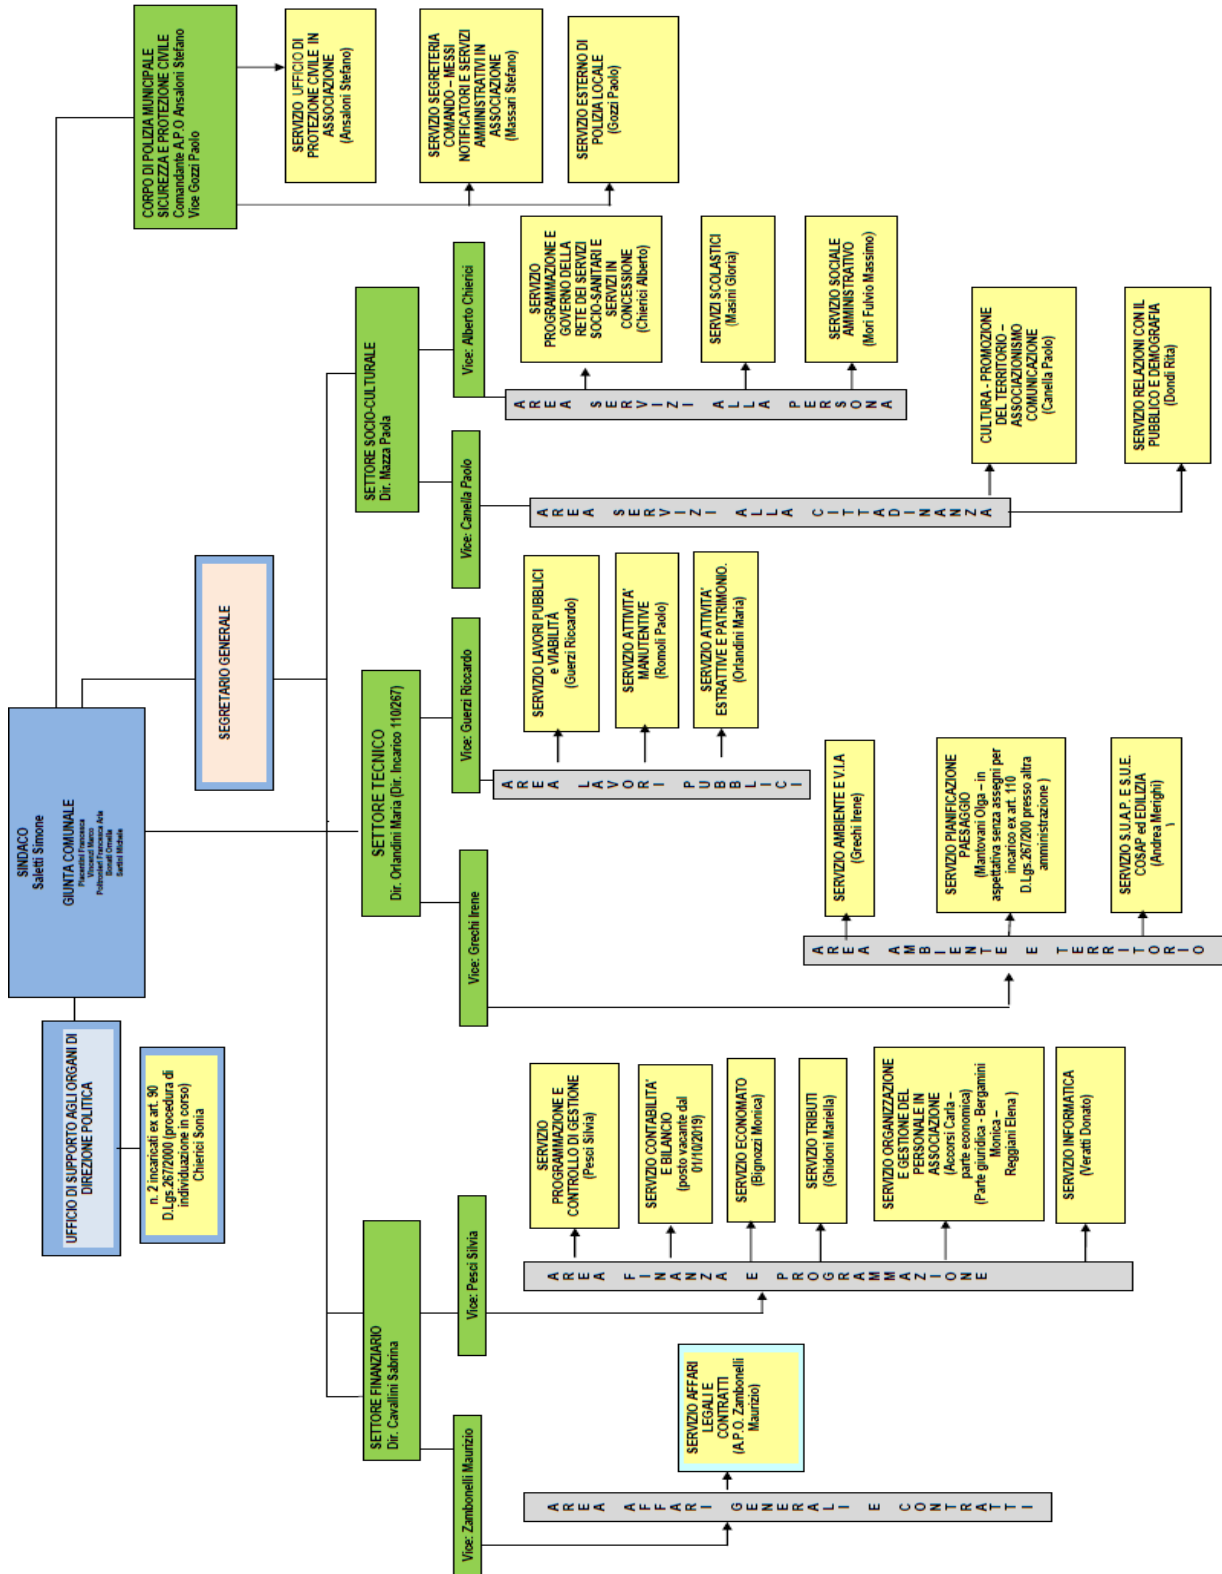 SINDACO
Saletti Simone
GIUNTA COMUNALE
Piacentini Francesca
Vincenzi Marco
Poltronieri Francesca Aria
Bonati Ornella
Sartini Michele
UFFICIO DI SUPPORTO AGLI ORGANI DI
DIREZIONE POLITICA
n. 2 incaricati ex art. 90
D.Lgs.267/2000 (procedura di
individuazione in corso)
Chierici Sonia
SEGRETARIO GENERALE
CORPO DI POLIZIA MUNICIPALE
SICUREZZA E PROTEZIONE CIVILE
Comandante A.P.O Ansaloni Stefano
Vice Gozzi Paolo
SERVIZIO UFFICIO DI
PROTEZIONE CIVILE IN
ASSOCIAZIONE
(Ansaloni Stefano)
SERVIZIO SEGRETERIA
COMANDO – MESSI
NOTIFICATORI E SERVIZI
AMMINISTRATIVI IN
ASSOCIAZIONE
(Massari Stefano)
SERVIZIO ESTERNO DI
POLIZIA LOCALE
(Gozzi Paolo)
SETTORE FINANZIARIO
Dir. Cavallini Sabrina
Vice: Zambonelli Maurizio
AREA AFFARI GENERALI E CONTRATTI
SERVIZIO AFFARI
LEGALI E
CONTRATTI
(A.P.O. Zambonelli
Maurizio)
Vice: Pesci Silvia
AREA FINANZA E PROGRAMMAZIONE
SERVIZIO
PROGRAMMAZIONE E
CONTROLLO DI GESTIONE
(Pesci Silvia)
SERVIZIO CONTABILITA'
E BILANCIO
(posto vacante dal
01/10/2019)
SERVIZIO ECONOMATO
(Bignozzi Monica)
SERVIZIO TRIBUTI
(Ghidoni Mariella)
SERVIZIO ORGANIZZAZIONE
E GESTIONE DEL
PERSONALE IN
ASSOCIAZIONE
(Accorsi Carla –
parte economica)
(Parte giuridica - Bergamini
Monica –
Reggiani Elena)
SERVIZIO INFORMATICA
(Veratti Donato)
SETTORE TECNICO
Dir. Orlandini Maria (Dir. Incarico 110/267)
Vice: Grechi Irene
AREA AMBIENTE E TERRITORIO
SERVIZIO AMBIENTE E V.I.A
(Grechi Irene)
SERVIZIO PIANIFICAZIONE
PAESAGGIO
(Mantovani Olga – in
aspettativa senza assegni per
incarico ex art. 110
D.Lgs.267/200 presso altra
amministrazione )
SERVIZIO S.U.A.P. E S.U.E.
COSAP ed EDILIZIA
(Andrea Merighi)
\
Vice: Guerzi Riccardo
AREA LAVORI PUBBLICI
SERVIZIO LAVORI PUBBLICI
e VIABILITÀ
(Guerzi Riccardo)
SERVIZIO ATTIVITA'
MANUTENTIVE
(Romoli Paolo)
SERVIZIO ATTIVITA'
ESTRATTIVE E PATRIMONIO.
(Orlandini Maria)
SETTORE SOCIO-CULTURALE
Dir. Mazza Paola
Vice: Canella Paolo
AREA SERVIZI ALLA CITTADINANZA
CULTURA - PROMOZIONE
DEL TERRITORIO –
ASSOCIAZIONISMO
COMUNICAZIONE
(Canella Paolo)
SERVIZIO RELAZIONI CON IL
PUBBLICO E DEMOGRAFIA
(Dondi Rita)
Vice: Alberto Chierici
AREA SERVIZI ALLA PERSONA
SERVIZIO
PROGRAMMAZIONE E
GOVERNO DELLA
RETE DEI SERVIZI
SOCIO-SANITARI E
SERVIZI IN
CONCESSIONE
(Chierici Alberto)
SERVIZI SCOLASTICI
(Masini Gloria)
SERVIZIO SOCIALE
AMMINISTRATIVO
(Mori Fulvio Massimo)